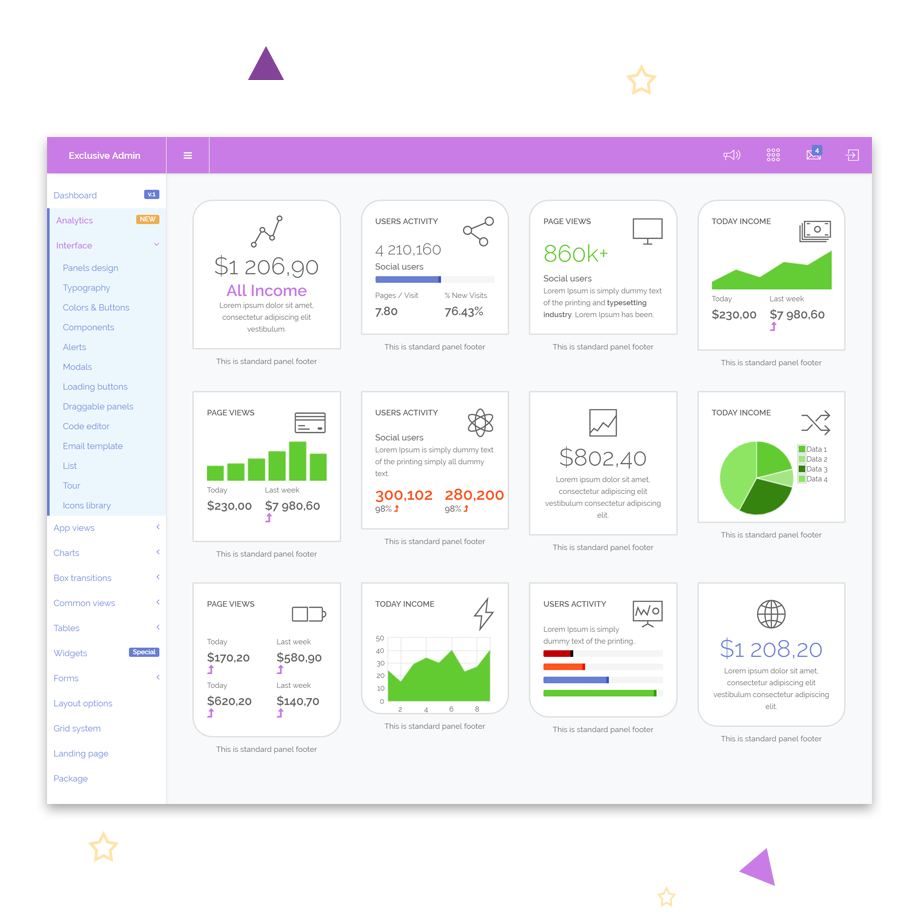 Exclusive Admin
4
Dashboard
v.1
Analytics
NEW
Interface
Panels design
Typography
Colors & Buttons
Components
Alerts
Modals
Loading buttons
Draggable panels
Code editor
Email template
List
Tour
Icons library
App views
Charts
Box transitions
Common views
Tables
Widgets
Special
Forms
Layout options
Grid system
Landing page
Package
$1 206,90
All Income
Lorem ipsum dolor sit amet,
consectetur adipiscing elit
vestibulum.
This is standard panel footer
USERS ACTIVITY
4 210,160
Social users
Pages / Visit
% New Visits
7.80
76.43%
This is standard panel footer
PAGE VIEWS
860k+
Social users
Lorem Ipsum is simply dummy text
of the printing and typesetting
industry. Lorem Ipsum has been.
This is standard panel footer
TODAY INCOME
Today
Last week
$230,00
$7 980,60
This is standard panel footer
PAGE VIEWS
Today
Last week
$230,00
$7 980,60
This is standard panel footer
USERS ACTIVITY
Social users
Lorem Ipsum is simply dummy text
of the printing simply all dummy
text.
300,102
280,200
98%
98%
This is standard panel footer
$802,40
Lorem ipsum dolor sit amet,
consectetur adipiscing elit
vestibulum consectetur adipiscing
elit.
This is standard panel footer
TODAY INCOME
Data 1
Data 2
Data 3
Data 4
This is standard panel footer
PAGE VIEWS
Today
Last week
$170,20
$580,90
Today
Last week
$620,20
$140,70
This is standard panel footer
TODAY INCOME
50
40
30
20
10
0
2
4
6
8
This is standard panel footer
USERS ACTIVITY
Lorem Ipsum is simply
dummy text of the printing..
This is standard panel footer
$1 208,20
Lorem ipsum dolor sit amet,
consectetur adipiscing elit
vestibulum consectetur adipiscing
elit.
This is standard panel footer